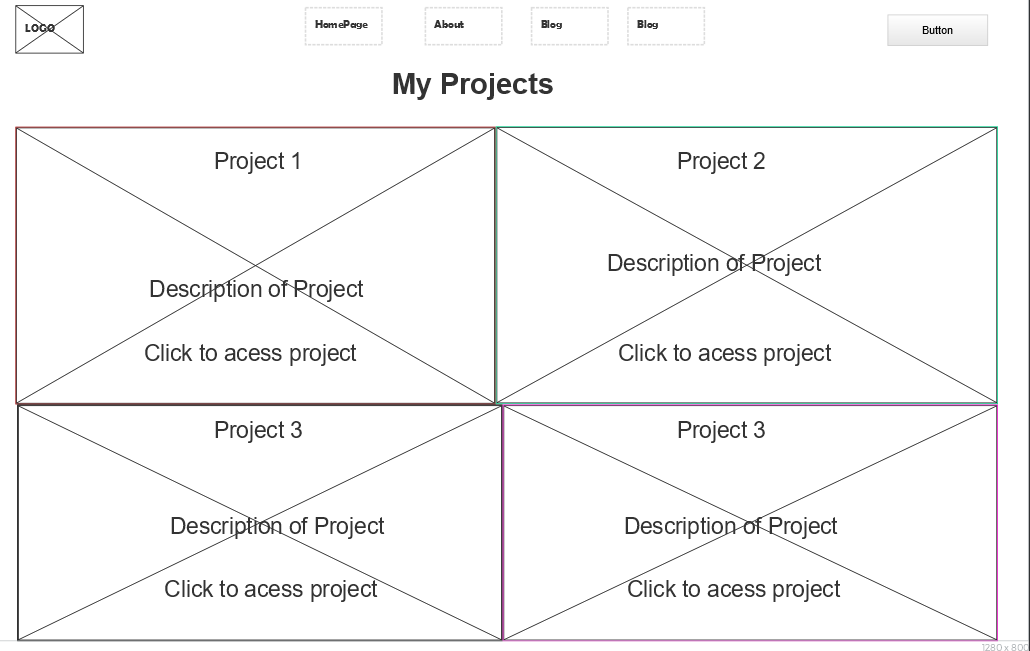 LOGO
HomePage
About
Blog
Blog
Button
My Projects
Project 1
Description of Project
Click to acess project
Project 2
Description of Project
Click to acess project
Project 3
Description of Project
Click to acess project
Project 3
Description of Project
Click to acess project
1280 x 800